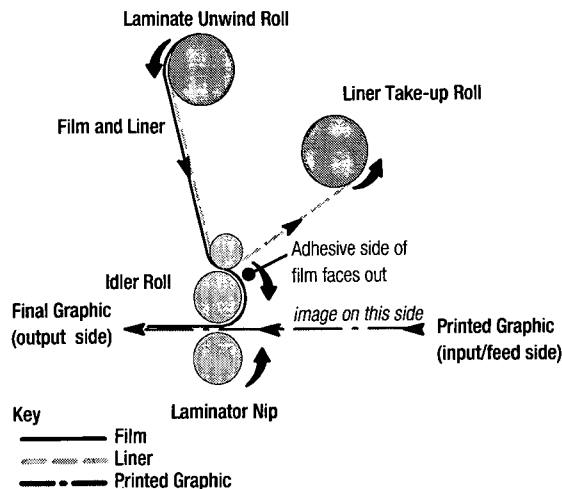 Laminate Unwind Roll
Liner Take-up Roll
Film and Liner
Adhesive side of
film faces out
Idler Roll
image on this side
Final Graphic
(output side)
Printed Graphic
(input/feed side)
Laminator Nip
Key
Film
Liner
Printed Graphic